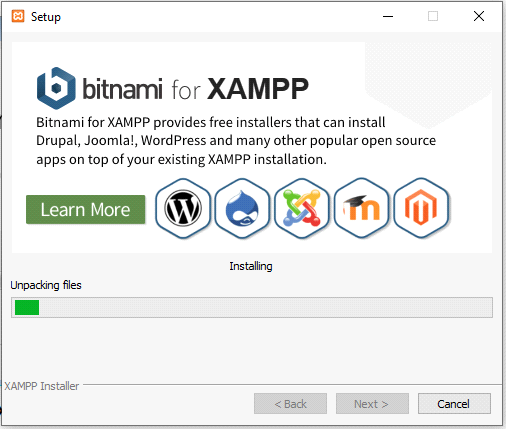 Setup
bitnami for XAMPP
Bitnami for XAMPP provides free installers that can install
Drupal, Joomla!, WordPress and many other popular open source
apps on top of your existing XAMPP installation.
Learn More
Installing
Unpacking files
XAMPP Installer
< Back
Next >
Cancel